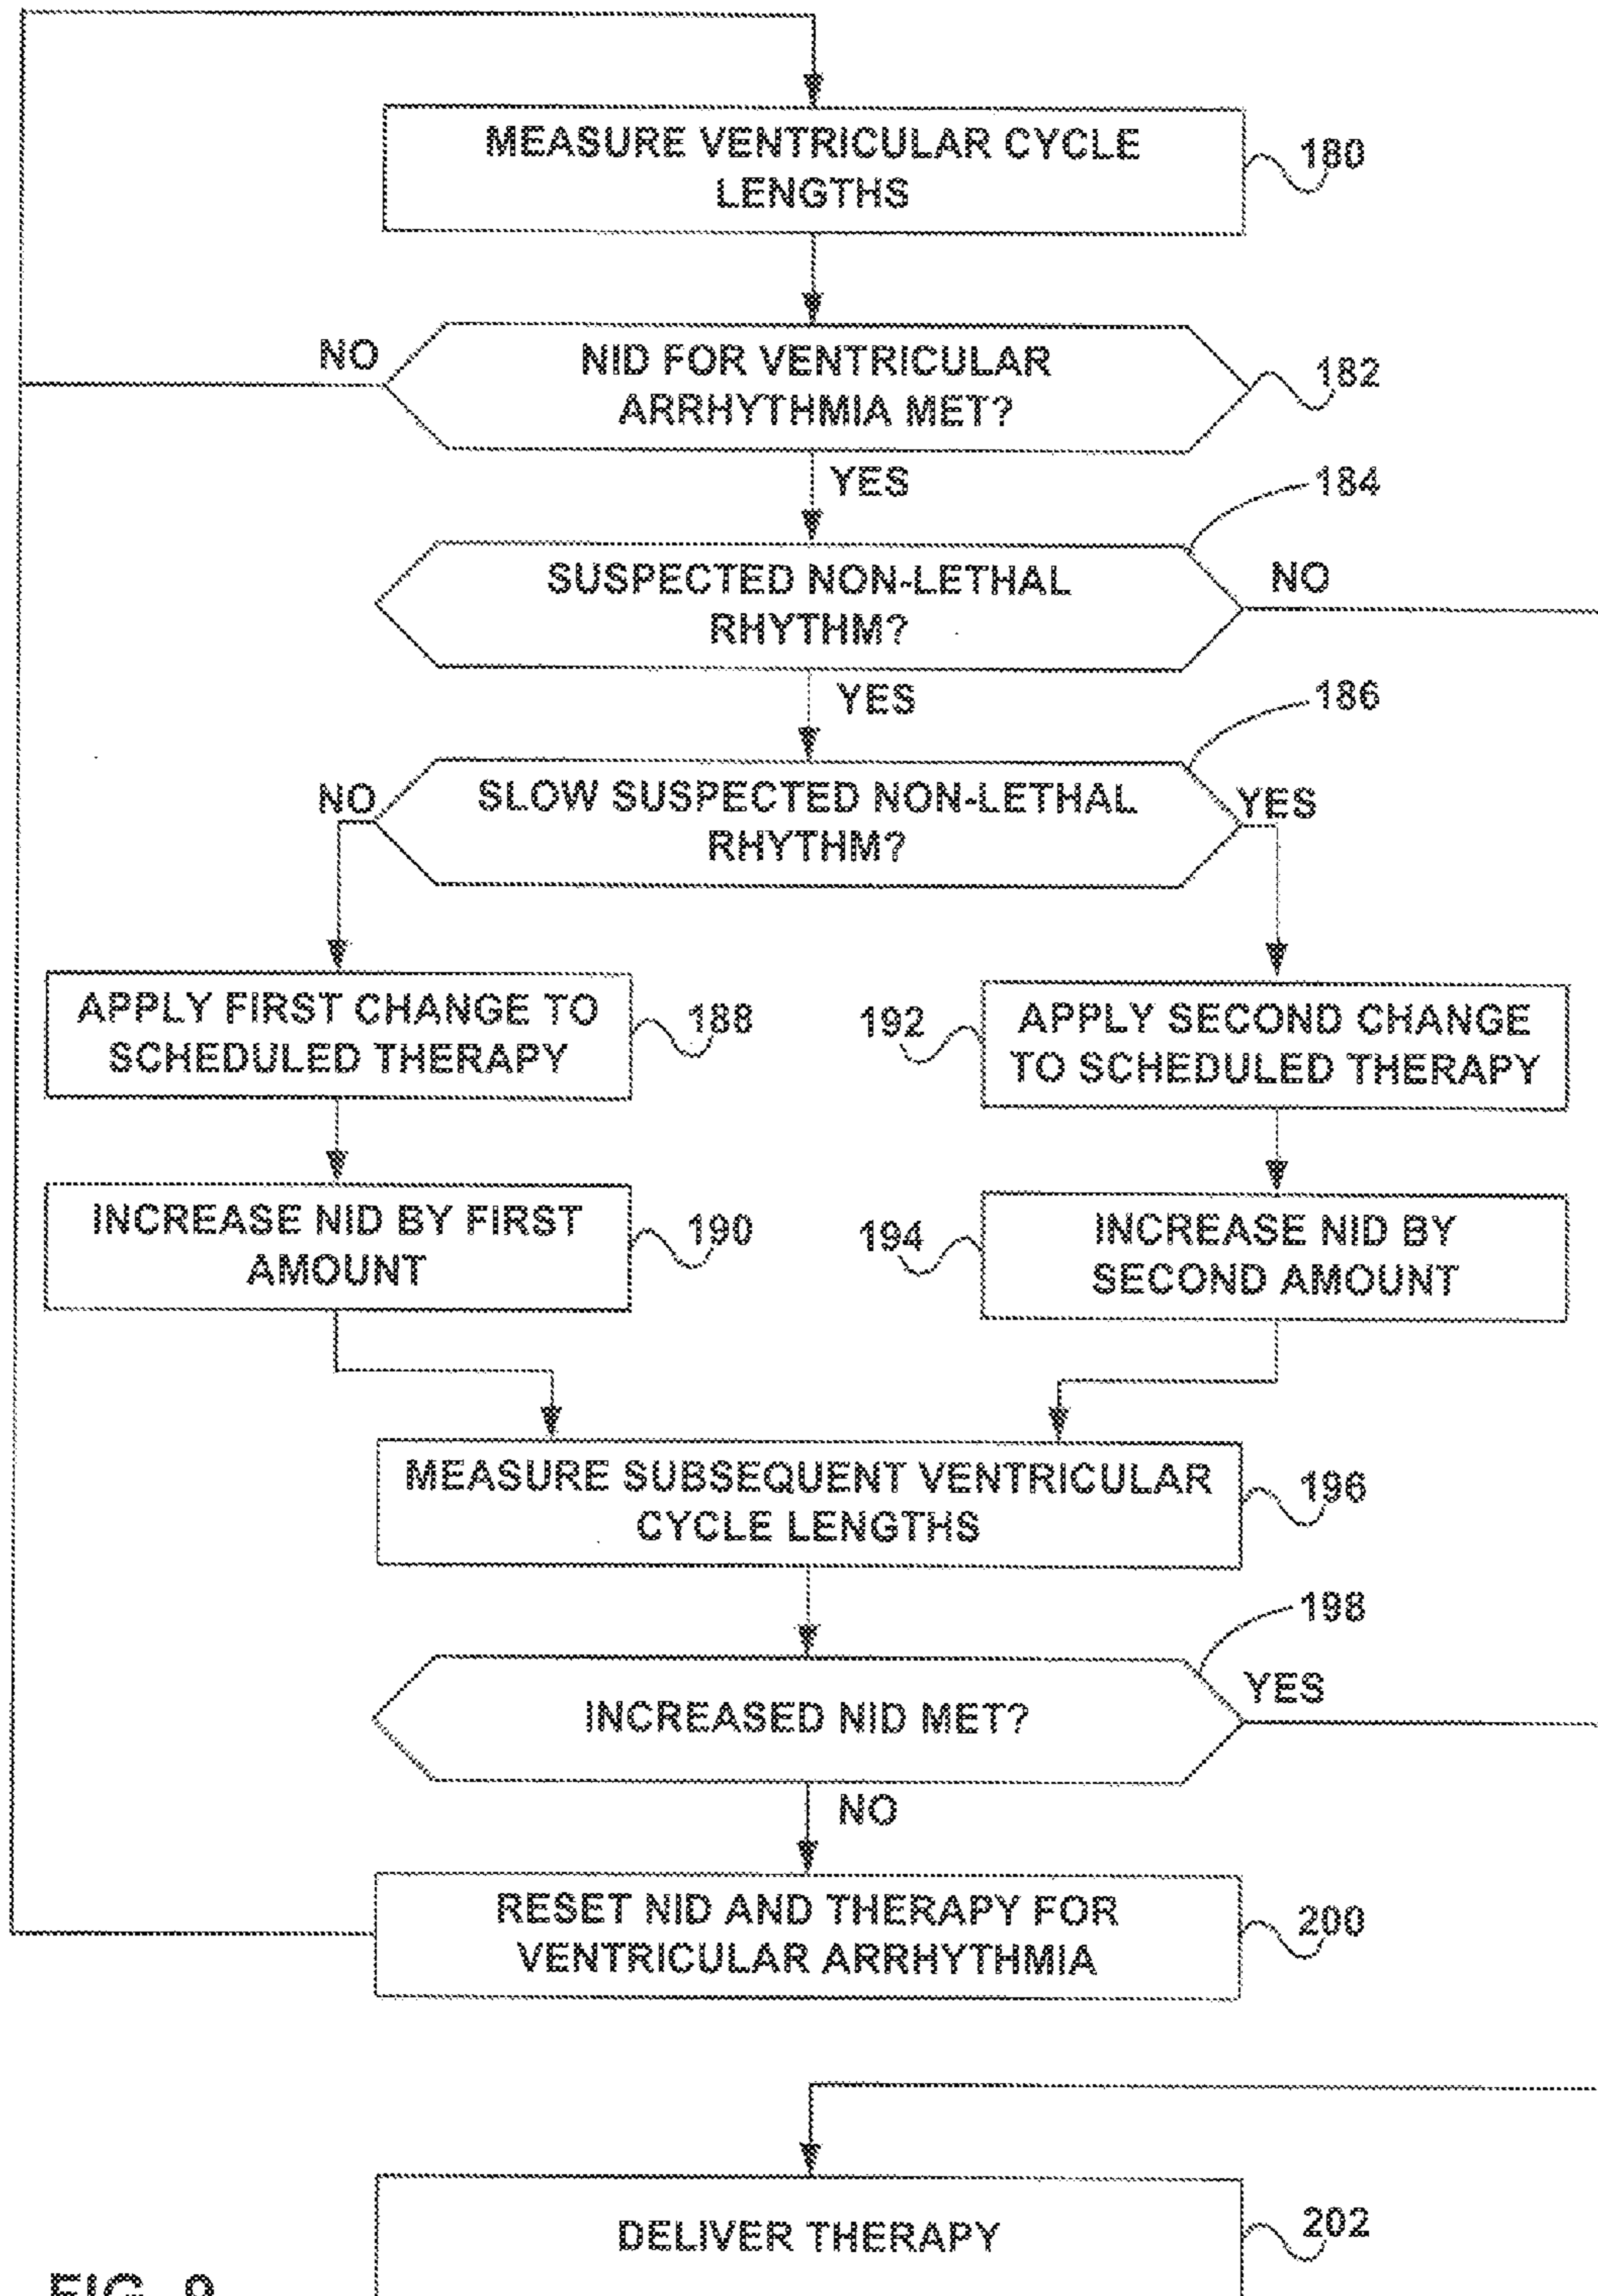 MEASURE VENTRICULAR CYCLE
LENGTHS
180
NO
NID FOR VENTRICULAR
ARRHYTHMIA MET?
182
YES
184
SUSPECTED NON-LETHAL
RHYTHM?
NO
YES
186
NO
SLOW SUSPECTED NON-LETHAL
RHYTHM?
YES
APPLY FIRST CHANGE TO
SCHEDULED THERAPY
188
192
APPLY SECOND CHANGE
TO SCHEDULED THERAPY
INCREASE NID BY FIRST
AMOUNT
190
194
INCREASE NID BY
SECOND AMOUNT
MEASURE SUBSEQUENT VENTRICULAR
CYCLE LENGTHS
196
198
INCREASED NID MET?
YES
NO
RESET NID AND THERAPY FOR
VENTRICULAR ARRHYTHMIA
200
DELIVER THERAPY
202
FIG. 9